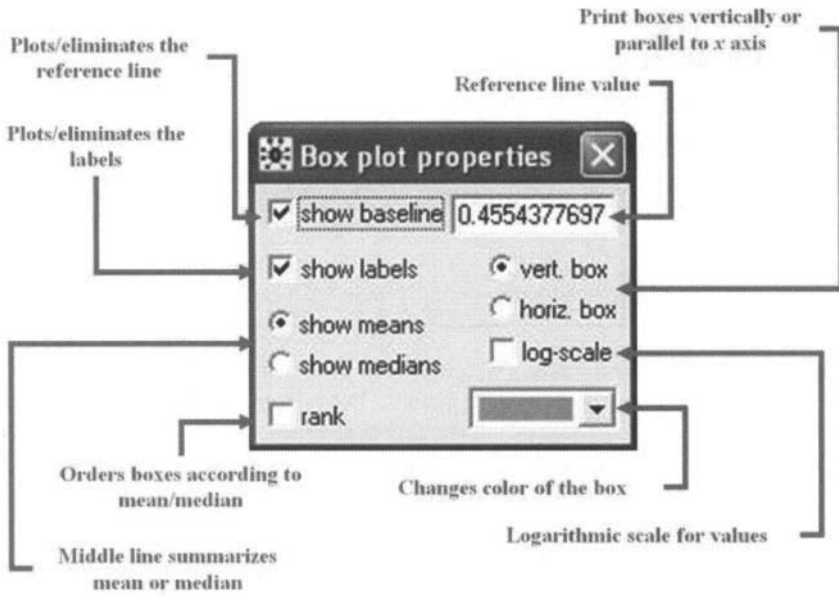 Print boxes vertically or
parallel to x axis
Plots/eliminates the
reference line
Reference line value
Plots/eliminates the
labels
Box plot properties
show baseline
0.4554377697
show labels
vert. box
horiz. box
show means
show medians
log-scale
rank
Orders boxes according to
mean/median
Changes color of the box
Logarithmic scale for values
Middle line summarizes
mean or median